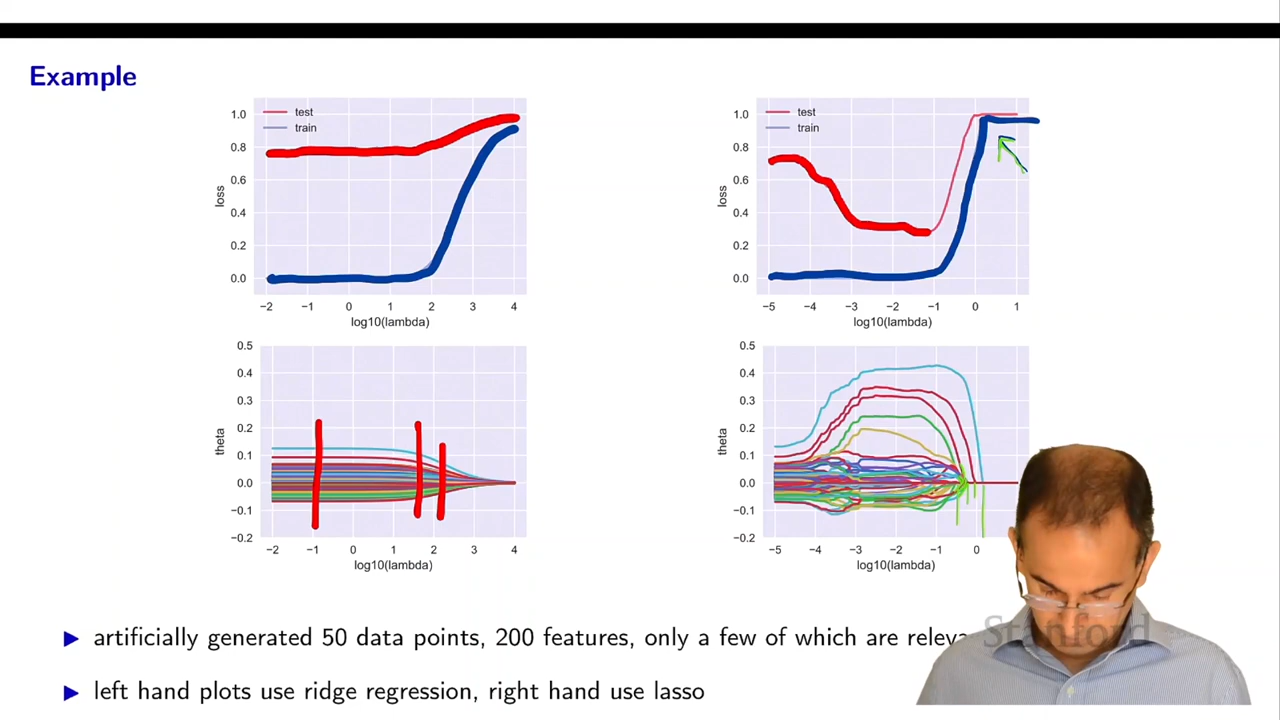 Example
test
train
1.0
0.8
0.6
0.4
0.2
0.0
loss
−2 −1 0 1 2 3 4
log10(lambda)
test
train
1.0
0.8
0.6
0.4
0.2
0.0
loss
−5 −4 −3 −2 −1 0 1
log10(lambda)
0.5
0.4
0.3
0.2
0.1
0.0
−0.1
−0.2
theta
−2 −1 0 1 2 3 4
log10(lambda)
0.5
0.4
0.3
0.2
0.1
0.0
−0.1
−0.2
theta
−5 −4 −3 −2 −1 0
log10(lambda)
artificially generated 50 data points, 200 features, only a few of which are releva
Stanford
left hand plots use ridge regression, right hand use lasso